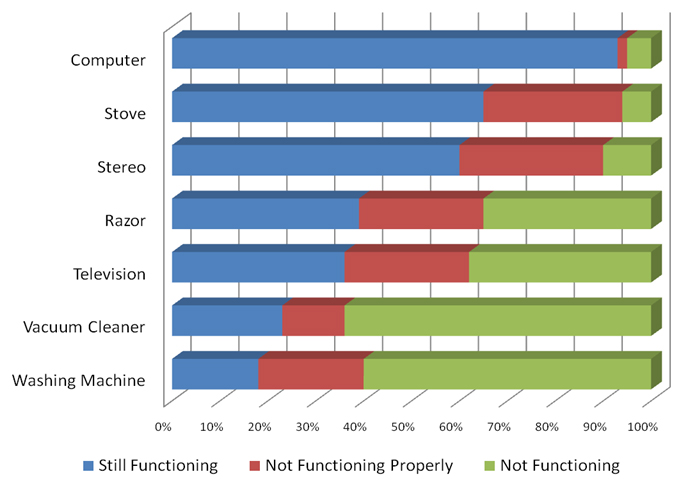 Computer
Stove
Stereo
Razor
Television
Vacuum Cleaner
Washing Machine
0% 10% 20% 30% 40% 50% 60% 70% 80% 90% 100%
Still Functioning Not Functioning Properly Not Functioning